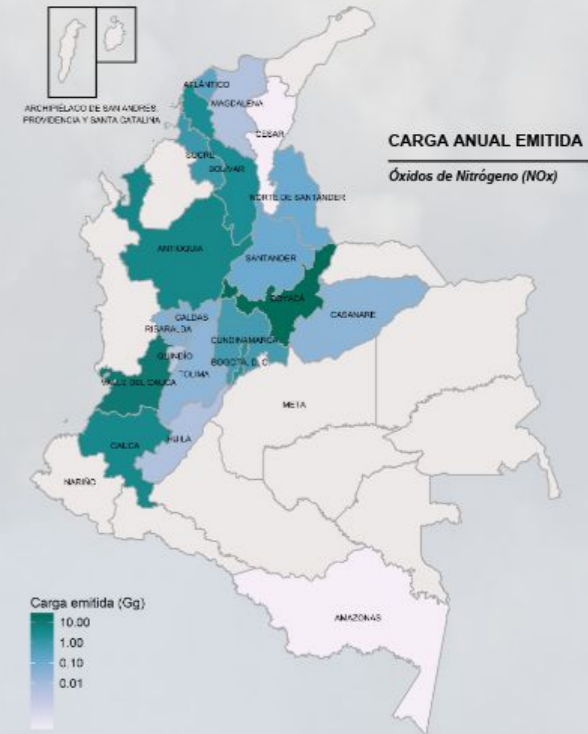 ARCHIPIÉLAGO DE SAN ANDRÉS,
PROVIDENCIA Y SANTA CATALINA
ATLÁNTICO
MAGDALENA
CESAR
CARGA ANUAL EMITIDA
Óxidos de Nitrógeno (NOx)
SUCRE
BOLÍVAR
NORTE DE SANTANDER
ANTIOQUIA
SANTANDER
BOYACÁ
CASANARE
CALDAS
RISARALDA
CUNDINAMARCA
QUINDÍO
BOGOTÁ, D. C.
TOLIMA
VALLE DEL CAUCA
META
HUILA
CAUCA
NARIÑO
AMAZONAS
Carga emitida (Gg)
10.00
1.00
0.10
0.01